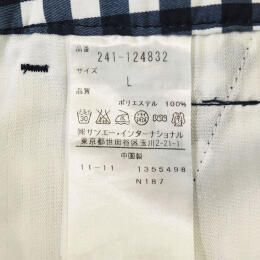 品番
241-124832
サイズ
L
品質
ポリエステル 100%
㈱サンエー・インターナショナル
東京都世田谷区玉川2-21-1
中国製
11-11 1355498
N187